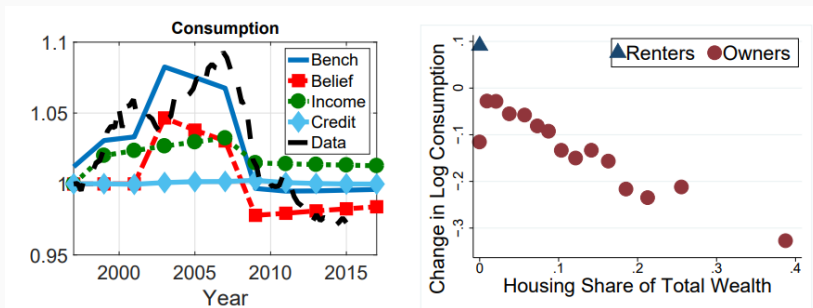 Consumption
1.1
1.05
1
0.95
2000 2005 2010 2015
Year
Bench
Belief
Income
Credit
Data
Change in Log Consumption
.1
0
-.1
-.2
-.3
Renters Owners
0 .1 .2 .3 .4
Housing Share of Total Wealth